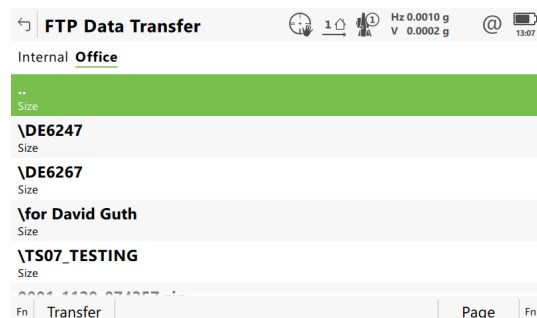 FTP Data Transfer
1
1
Hz 0.0010 g
V 0.0002 g
@
13:07
Internal Office
..
Size
\DE6247
Size
\DE6267
Size
\for David Guth
Size
\TS07_TESTING
Size
Fn Transfer Page Fn